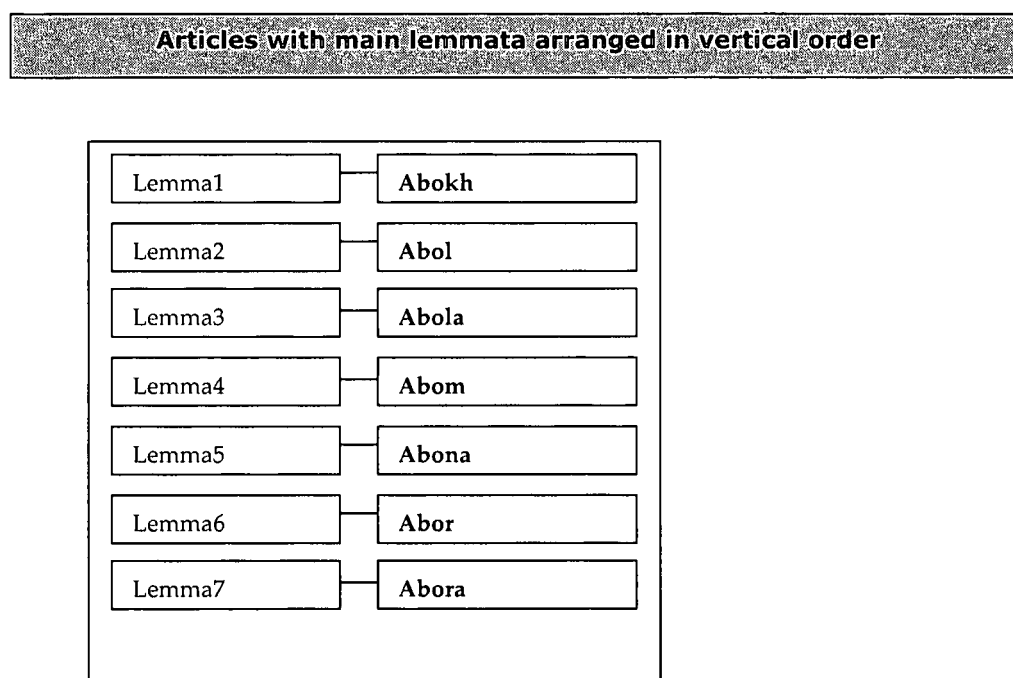 Articles with main lemmata arranged in vertical order
Lemma1 Abokh
Lemma2 Abol
Lemma3 Abola
Lemma4 Abom
Lemma5 Abona
Lemma6 Abor
Lemma7 Abora